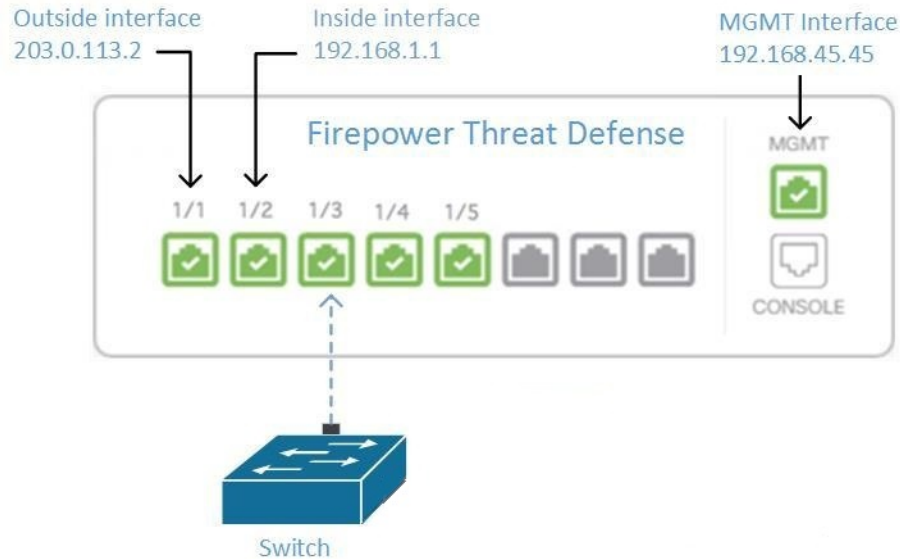 Outside interface
203.0.113.2
Inside interface
192.168.1.1
MGMT Interface
192.168.45.45
Firepower Threat Defense
MGMT
1/1 1/2 1/3 1/4 1/5
CONSOLE
Switch